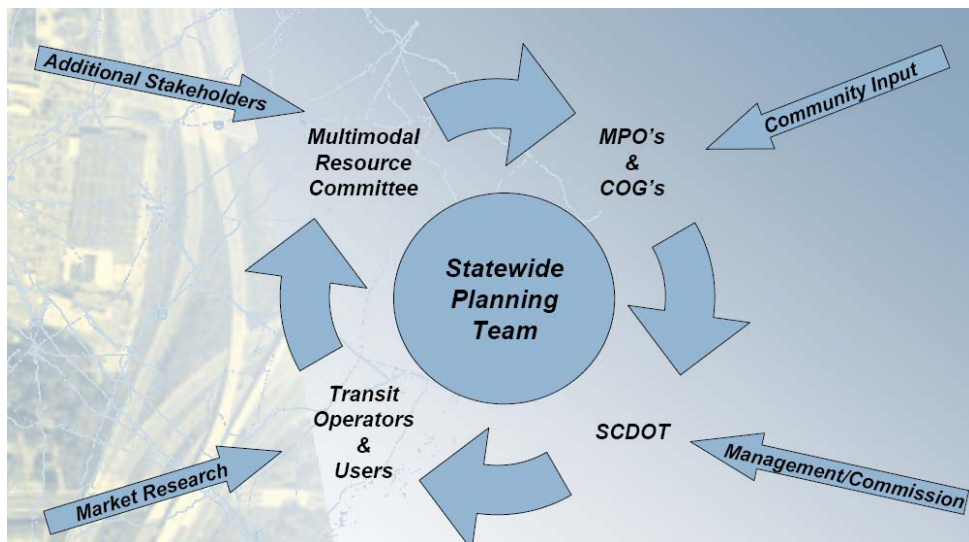 Additional Stakeholders
Community Input
Multimodal
Resource
Committee
MPO's
&
COG's
Statewide
Planning
Team
Transit
Operators
&
Users
SCDOT
Market Research
Management/Commission